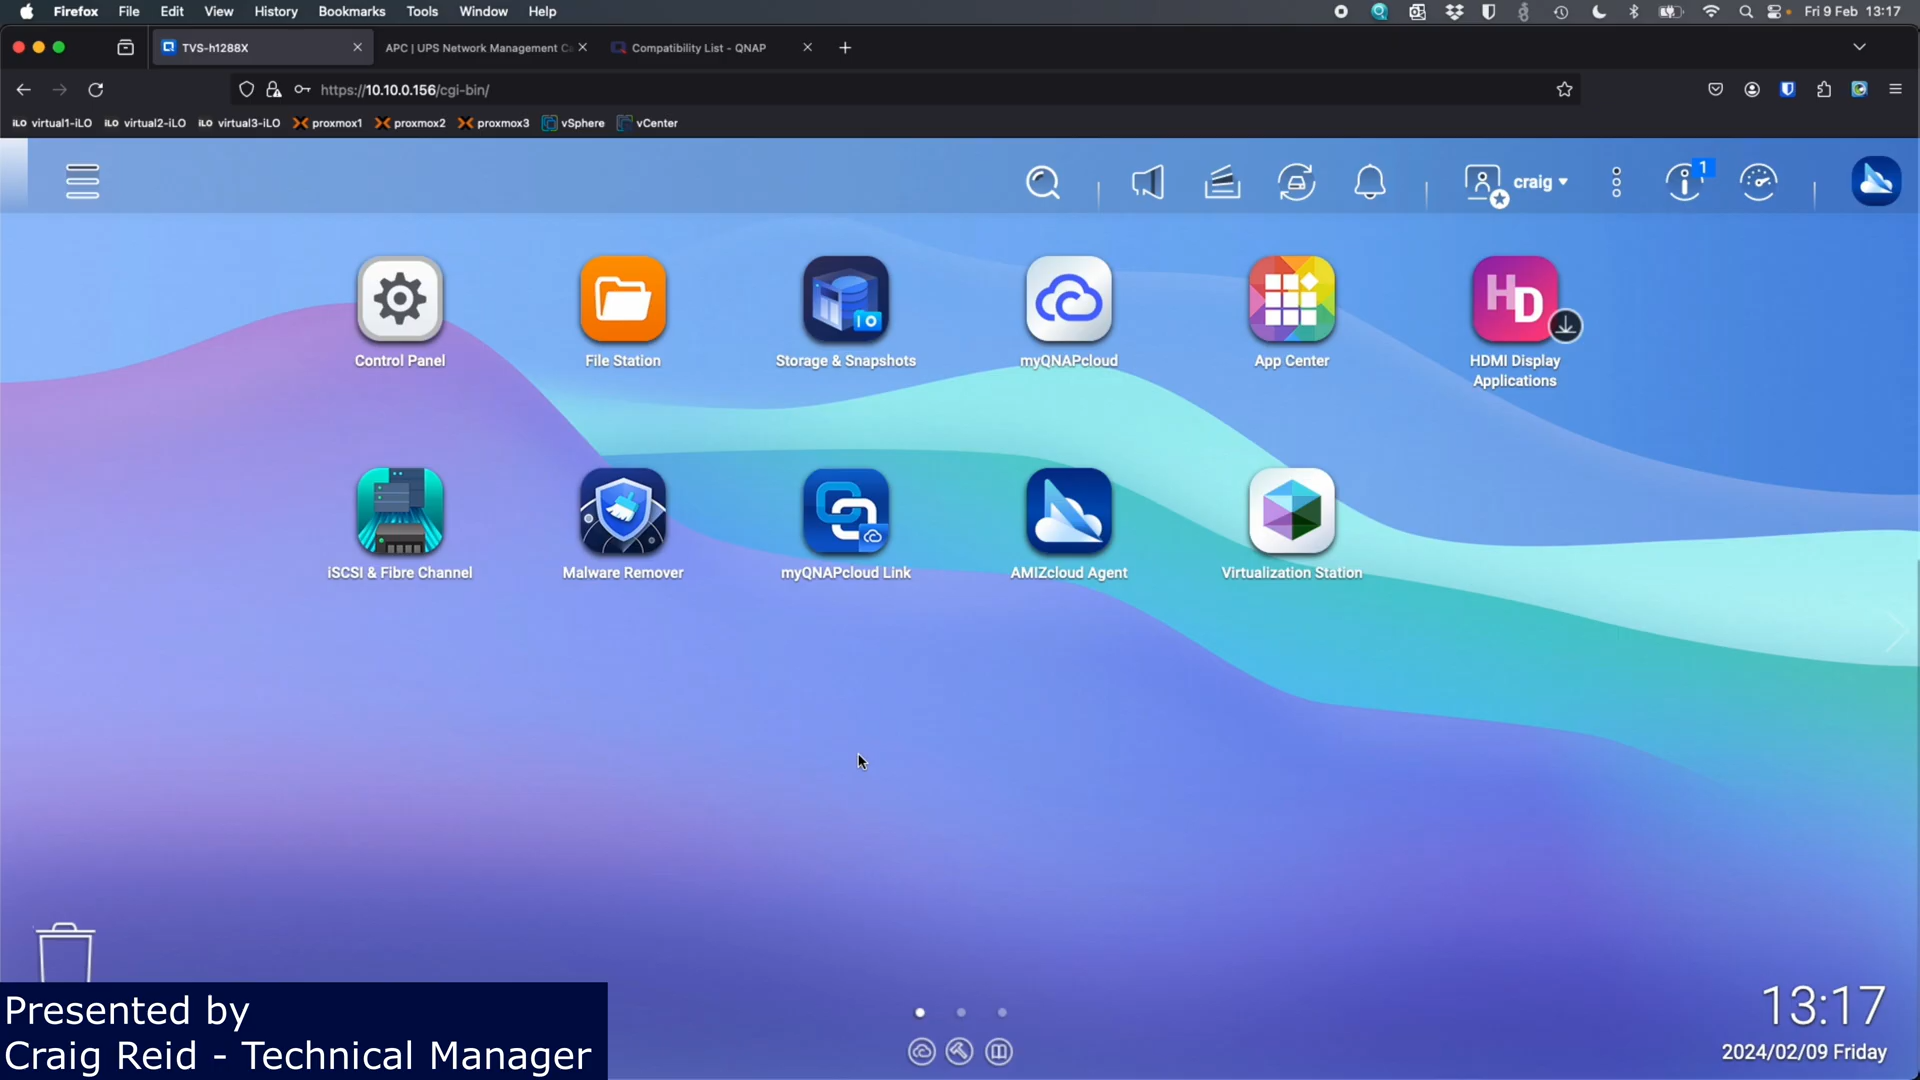 Firefox File Edit View History Bookmarks Tools Window Help Fri 9 Feb 13:17
TVS-h1288X APC | UPS Network Management Ca Compatibility List - QNAP
https://10.10.0.156/cgi-bin/
iLO virtual1-iLO iLO virtual2-iLO iLO virtual3-iLO proxmox1 proxmox2 proxmox3 vSphere vCenter
craig 1
Control Panel File Station Storage & Snapshots myQNAPcloud App Center HDMI Display
Applications
iSCSI & Fibre Channel Malware Remover myQNAPcloud Link AMIZcloud Agent Virtualization Station
13:17
2024/02/09 Friday
Presented by
Craig Reid - Technical Manager